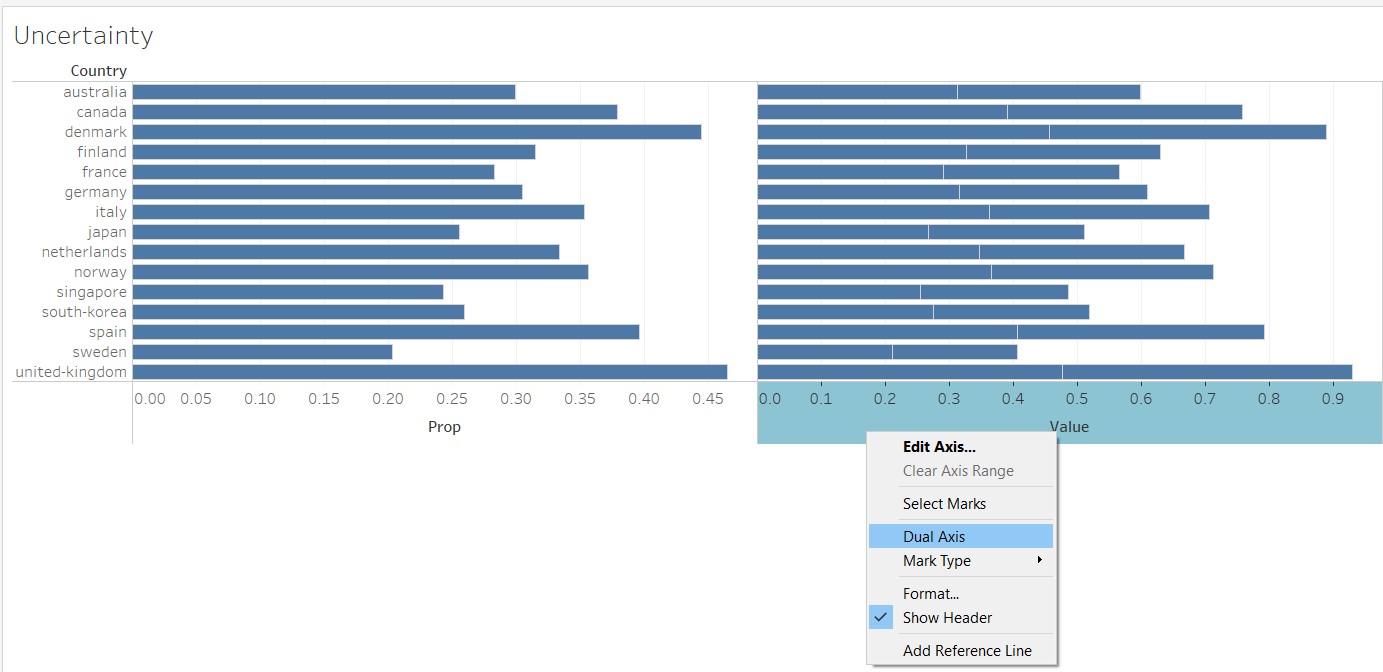 Uncertainty
Country
australia
canada
denmark
finland
france
germany
italy
japan
netherlands
norway
singapore
south-korea
spain
sweden
united-kingdom
0.00 0.05 0.10 0.15 0.20 0.25 0.30 0.35 0.40 0.45
Prop
0.0 0.1 0.2 0.3 0.4 0.5 0.6 0.7 0.8 0.9
Value
Edit Axis...
Clear Axis Range
Select Marks
Dual Axis
Mark Type
Format...
Show Header
Add Reference Line